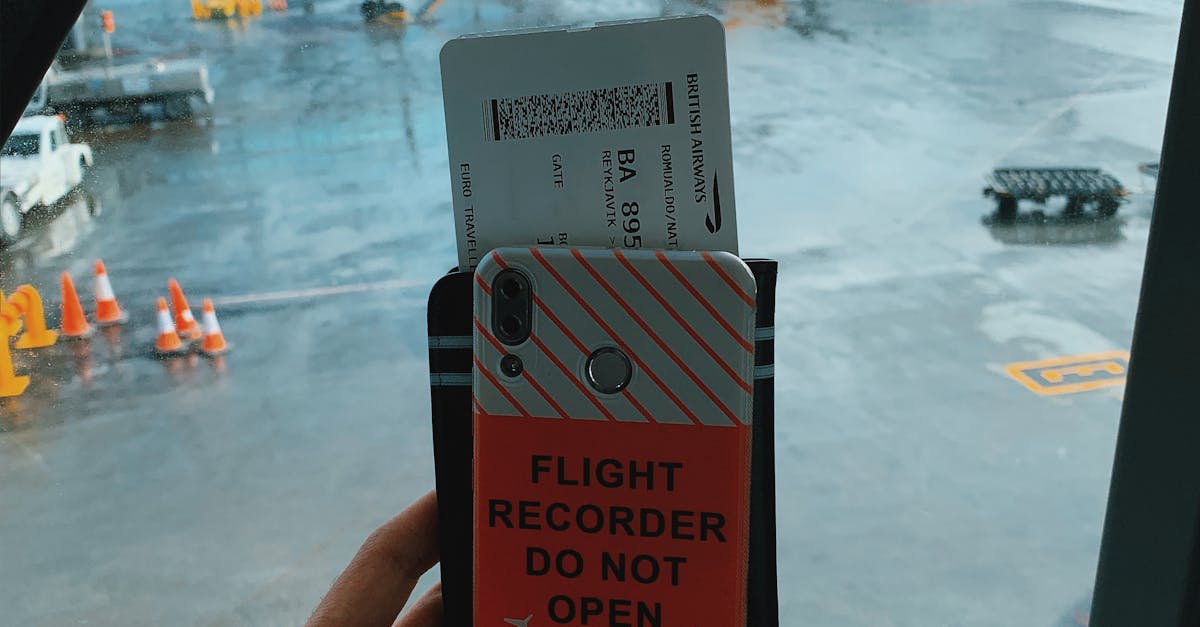 BRITISH AIRWAYS
ROMUALDO/NAT
BA 895
REYKJAVIK >
GATE
EURO TRAVELL
FLIGHT
RECORDER
DO NOT
OPEN
E